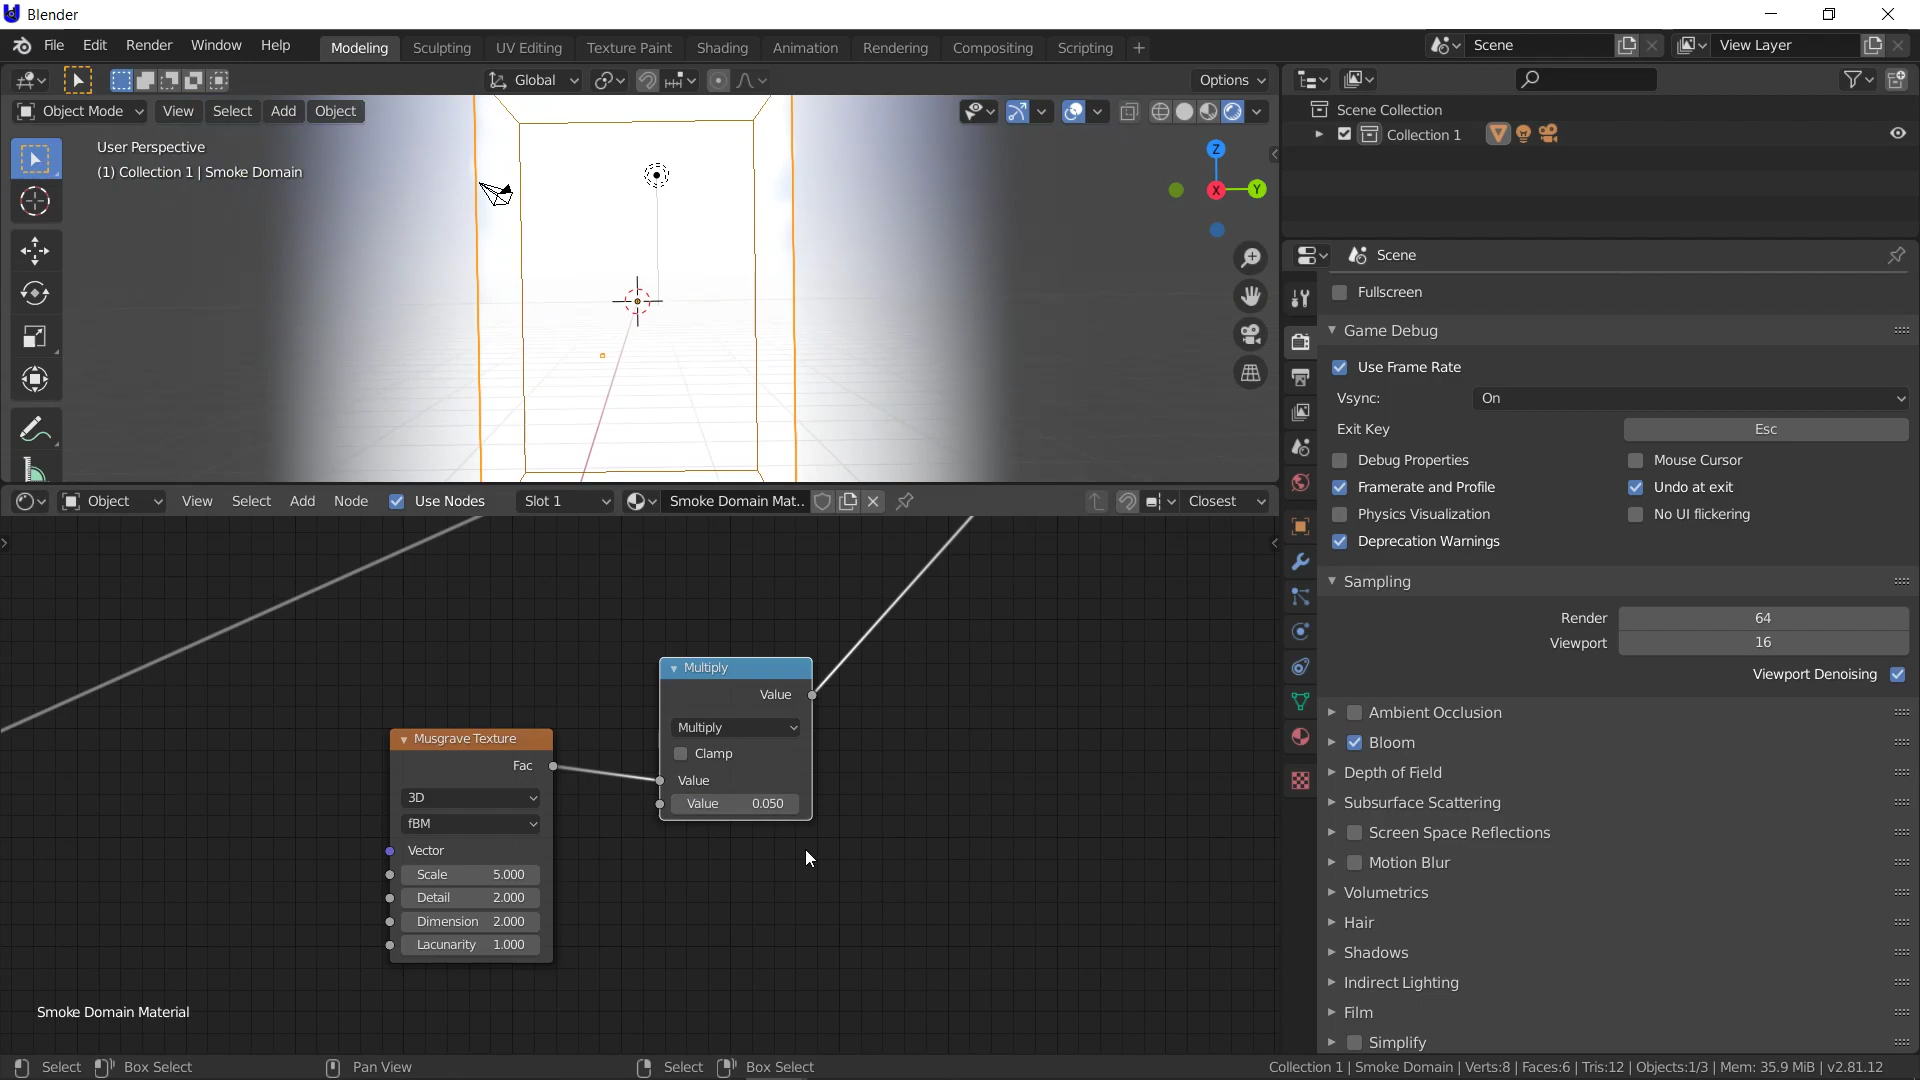 Blender
File Edit Render Window Help Modeling Sculpting UV Editing Texture Paint Shading Animation Rendering Compositing Scripting + Scene View Layer
Global Options
Object Mode View Select Add Object
User Perspective
(1) Collection 1 | Smoke Domain
Z
X
Y
Scene Collection
Collection 1
Scene
Fullscreen
Game Debug
Use Frame Rate
Vsync: On
Exit Key Esc
Debug Properties Mouse Cursor
Framerate and Profile Undo at exit
Physics Visualization No UI flickering
Deprecation Warnings
Sampling
Render 64
Viewport 16
Viewport Denoising
Ambient Occlusion
Bloom
Depth of Field
Subsurface Scattering
Screen Space Reflections
Motion Blur
Volumetrics
Hair
Shadows
Indirect Lighting
Film
Simplify
Object View Select Add Node Use Nodes Slot 1 Smoke Domain Mat.. Closest
Multiply
Value
Multiply
Clamp
Value
Value 0.050
Musgrave Texture
Fac
3D
fBM
Vector
Scale 5.000
Detail 2.000
Dimension 2.000
Lacunarity 1.000
Smoke Domain Material
Select Box Select Pan View Select Box Select Collection 1 | Smoke Domain | Verts:8 | Faces:6 | Tris:12 | Objects:1/3 | Mem: 35.9 MiB | v2.81.12